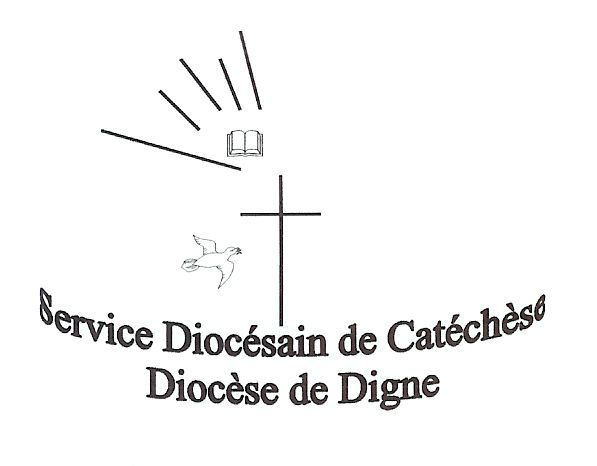 Service Diocésain de Catéchèse
Diocèse de Digne